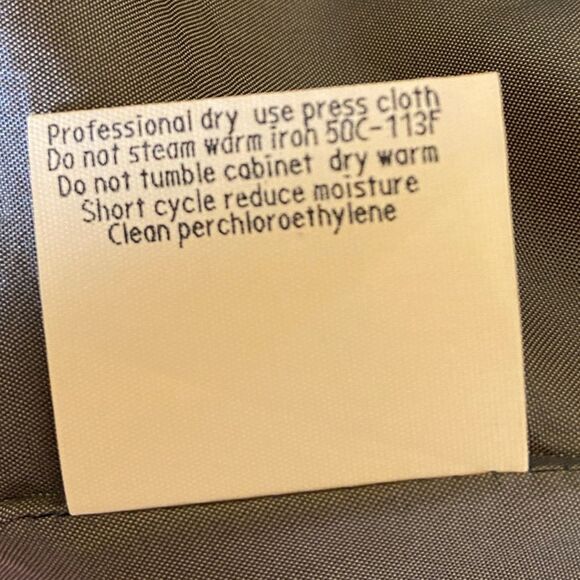 Professional dry use press cloth
Do not steam warm iron 50C-113F
Do not tumble cabinet dry warm
Short cycle reduce moisture
Clean perchloroethylene